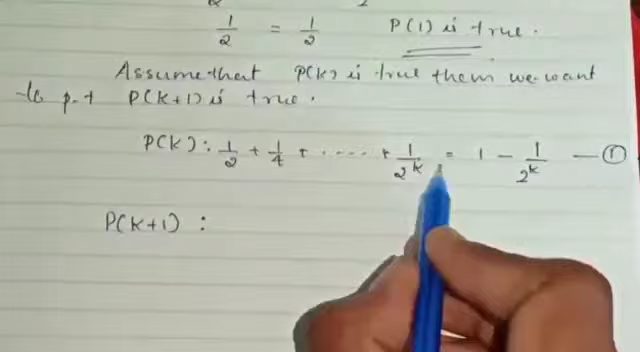 1/2 = 1/2 P(1) is true.
Assume that P(k) is true them we want
to p.t P(k+1) is true.
P(k): 1/2 + 1/4 + ..... + 1/2^k = 1 - 1/2^k — ①
P(k+1) :